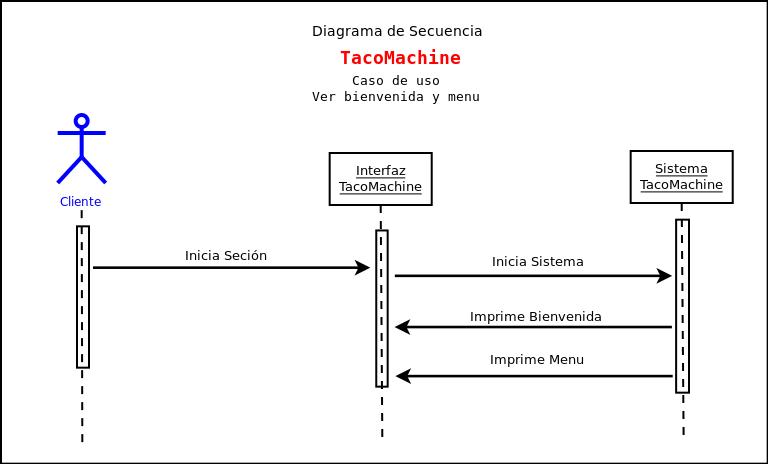 Diagrama de Secuencia
TacoMachine
Caso de uso
Ver bienvenida y menu
Cliente
Interfaz
TacoMachine
Sistema
TacoMachine
Inicia Seción
Inicia Sistema
Imprime Bienvenida
Imprime Menu